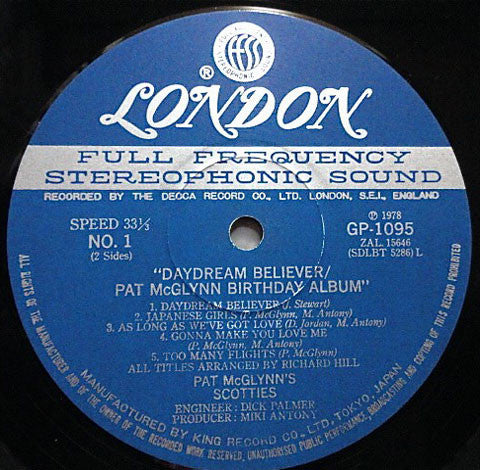 FFSS
®
LONDON
FULL FREQUENCY
STEREOPHONIC SOUND
RECORDED BY THE DECCA RECORD CO., LTD. LONDON, S.E.I., ENGLAND
SPEED 33⅓
NO. 1
(2 Sides)
℗ 1978
GP-1095
ZAL. 15646
(SDLBT 5286) L
"DAYDREAM BELIEVER/
PAT McGLYNN BIRTHDAY ALBUM"
1. DAYDREAM BELIEVER (J. Stewart)
2. JAPANESE GIRLS (P. McGlynn, M. Antony)
3. AS LONG AS WE'VE GOT LOVE (D. Jordan, M. Antony)
4. GONNA MAKE YOU LOVE ME
(P. McGlynn, M. Antony)
5. TOO MANY FLIGHTS (P. McGlynn)
ALL TITLES ARRANGED BY RICHARD HILL
PAT McGLYNN'S
SCOTTIES
ENGINEER: DICK PALMER
PRODUCER: MIKI ANTONY
MANUFACTURED BY KING RECORD CO., LTD. TOKYO, JAPAN
ALL RIGHTS OF THE MANUFACTURER AND OF THE OWNER OF THE RECORDED WORK RESERVED. UNAUTHORISED PUBLIC PERFORMANCE, BROADCASTING AND COPYING OF THIS RECORD PROHIBITED